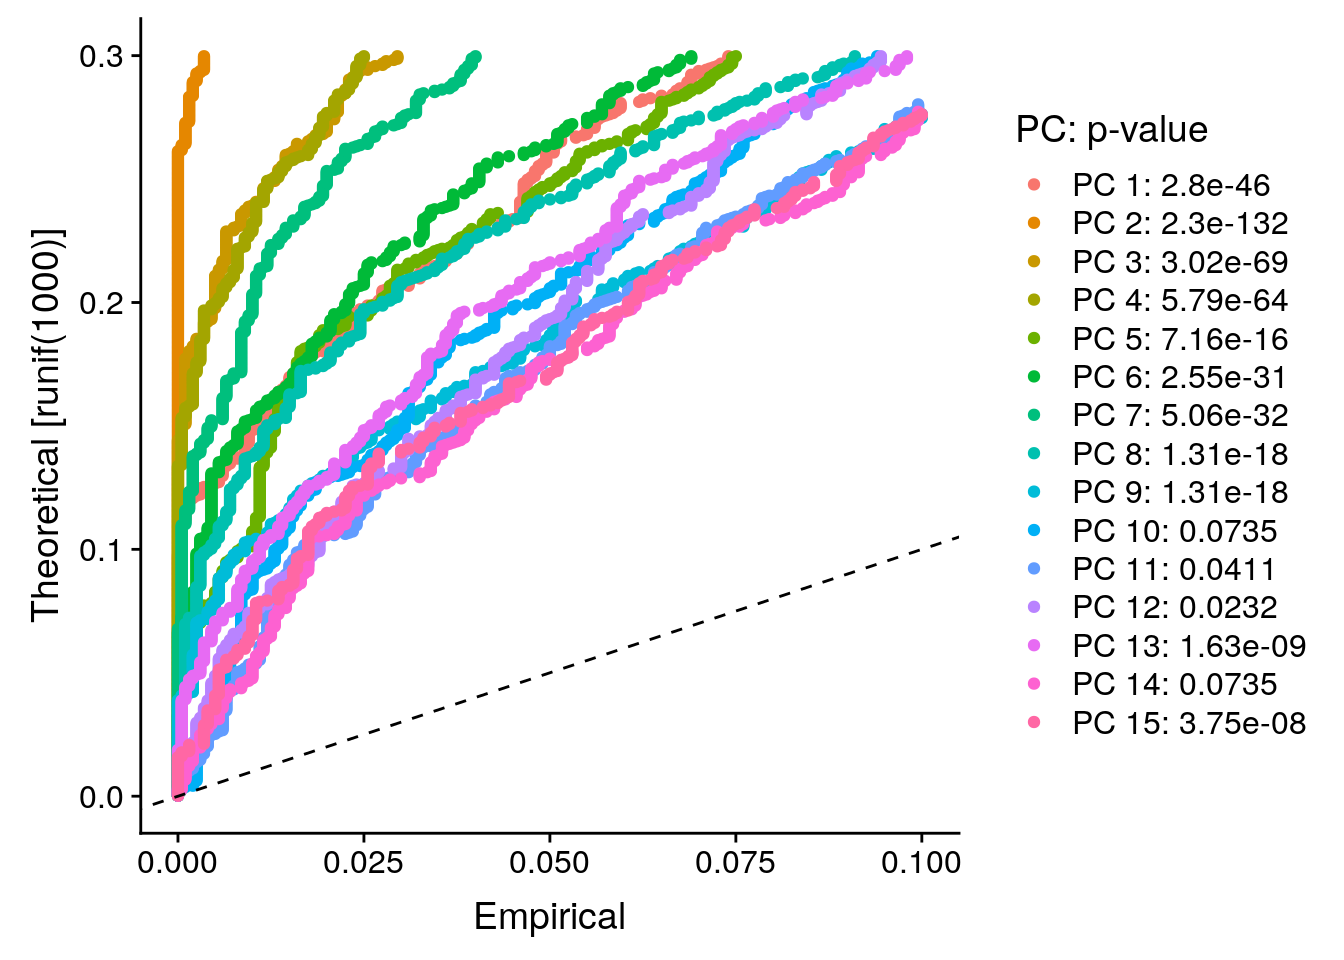 PC: p-value
PC 1: 2.8e-46
PC 2: 2.3e-132
PC 3: 3.02e-69
PC 4: 5.79e-64
PC 5: 7.16e-16
PC 6: 2.55e-31
PC 7: 5.06e-32
PC 8: 1.31e-18
PC 9: 1.31e-18
PC 10: 0.0735
PC 11: 0.0411
PC 12: 0.0232
PC 13: 1.63e-09
PC 14: 0.0735
PC 15: 3.75e-08
Theoretical [runif(1000)]
0.3
0.2
0.1
0.0
0.000 0.025 0.050 0.075 0.100
Empirical